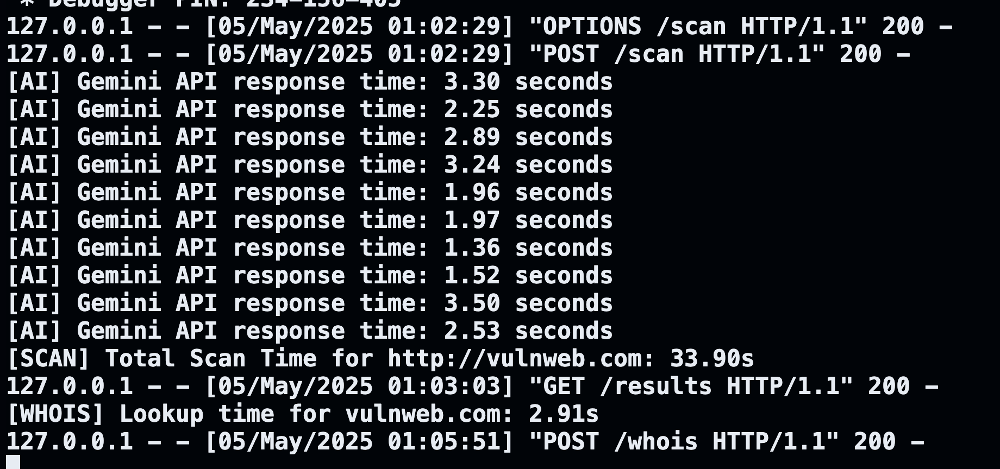 * Debugger PIN: 234-156-405
127.0.0.1 - - [05/May/2025 01:02:29] "OPTIONS /scan HTTP/1.1" 200 -
127.0.0.1 - - [05/May/2025 01:02:29] "POST /scan HTTP/1.1" 200 -
[AI] Gemini API response time: 3.30 seconds
[AI] Gemini API response time: 2.25 seconds
[AI] Gemini API response time: 2.89 seconds
[AI] Gemini API response time: 3.24 seconds
[AI] Gemini API response time: 1.96 seconds
[AI] Gemini API response time: 1.97 seconds
[AI] Gemini API response time: 1.36 seconds
[AI] Gemini API response time: 1.52 seconds
[AI] Gemini API response time: 3.50 seconds
[AI] Gemini API response time: 2.53 seconds
[SCAN] Total Scan Time for http://vulnweb.com: 33.90s
127.0.0.1 - - [05/May/2025 01:03:03] "GET /results HTTP/1.1" 200 -
[WHOIS] Lookup time for vulnweb.com: 2.91s
127.0.0.1 - - [05/May/2025 01:05:51] "POST /whois HTTP/1.1" 200 -